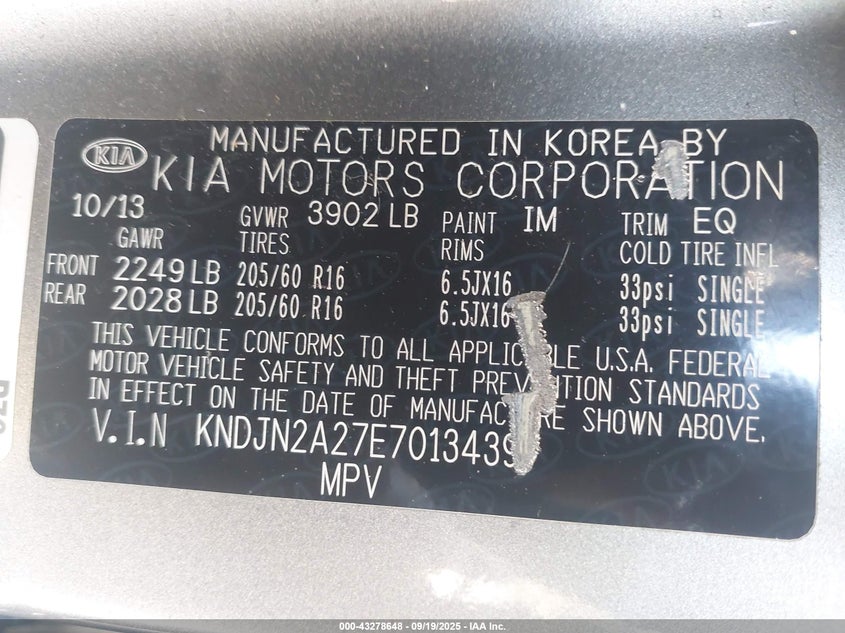 KIA
MANUFACTURED IN KOREA BY
KIA MOTORS CORPORATION
10/13 GVWR 3902 LB PAINT IM TRIM EQ
GAWR TIRES RIMS COLD TIRE INFL
FRONT 2249 LB 205/60 R16 6.5JX16 33psi SINGLE
REAR 2028 LB 205/60 R16 6.5JX16 33psi SINGLE
THIS VEHICLE CONFORMS TO ALL APPLICABLE U.S.A. FEDERAL
MOTOR VEHICLE SAFETY AND THEFT PREVENTION STANDARDS
IN EFFECT ON THE DATE OF MANUFACTURE SHOWN ABOVE.
V.I.N KNDJN2A27E7013439
MPV
000-43278648 - 09/19/2025 - IAA Inc.